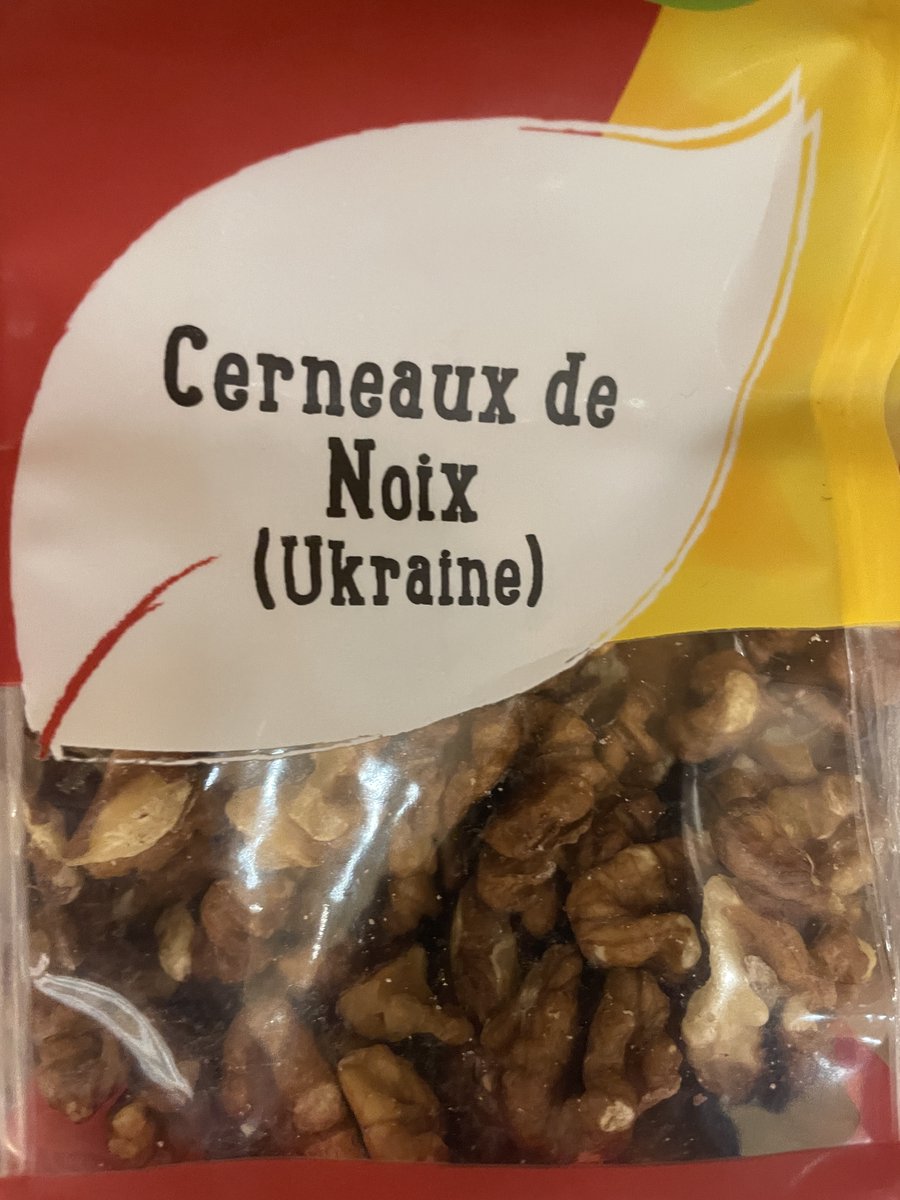 Cerneaux de
Noix
(Ukraine)